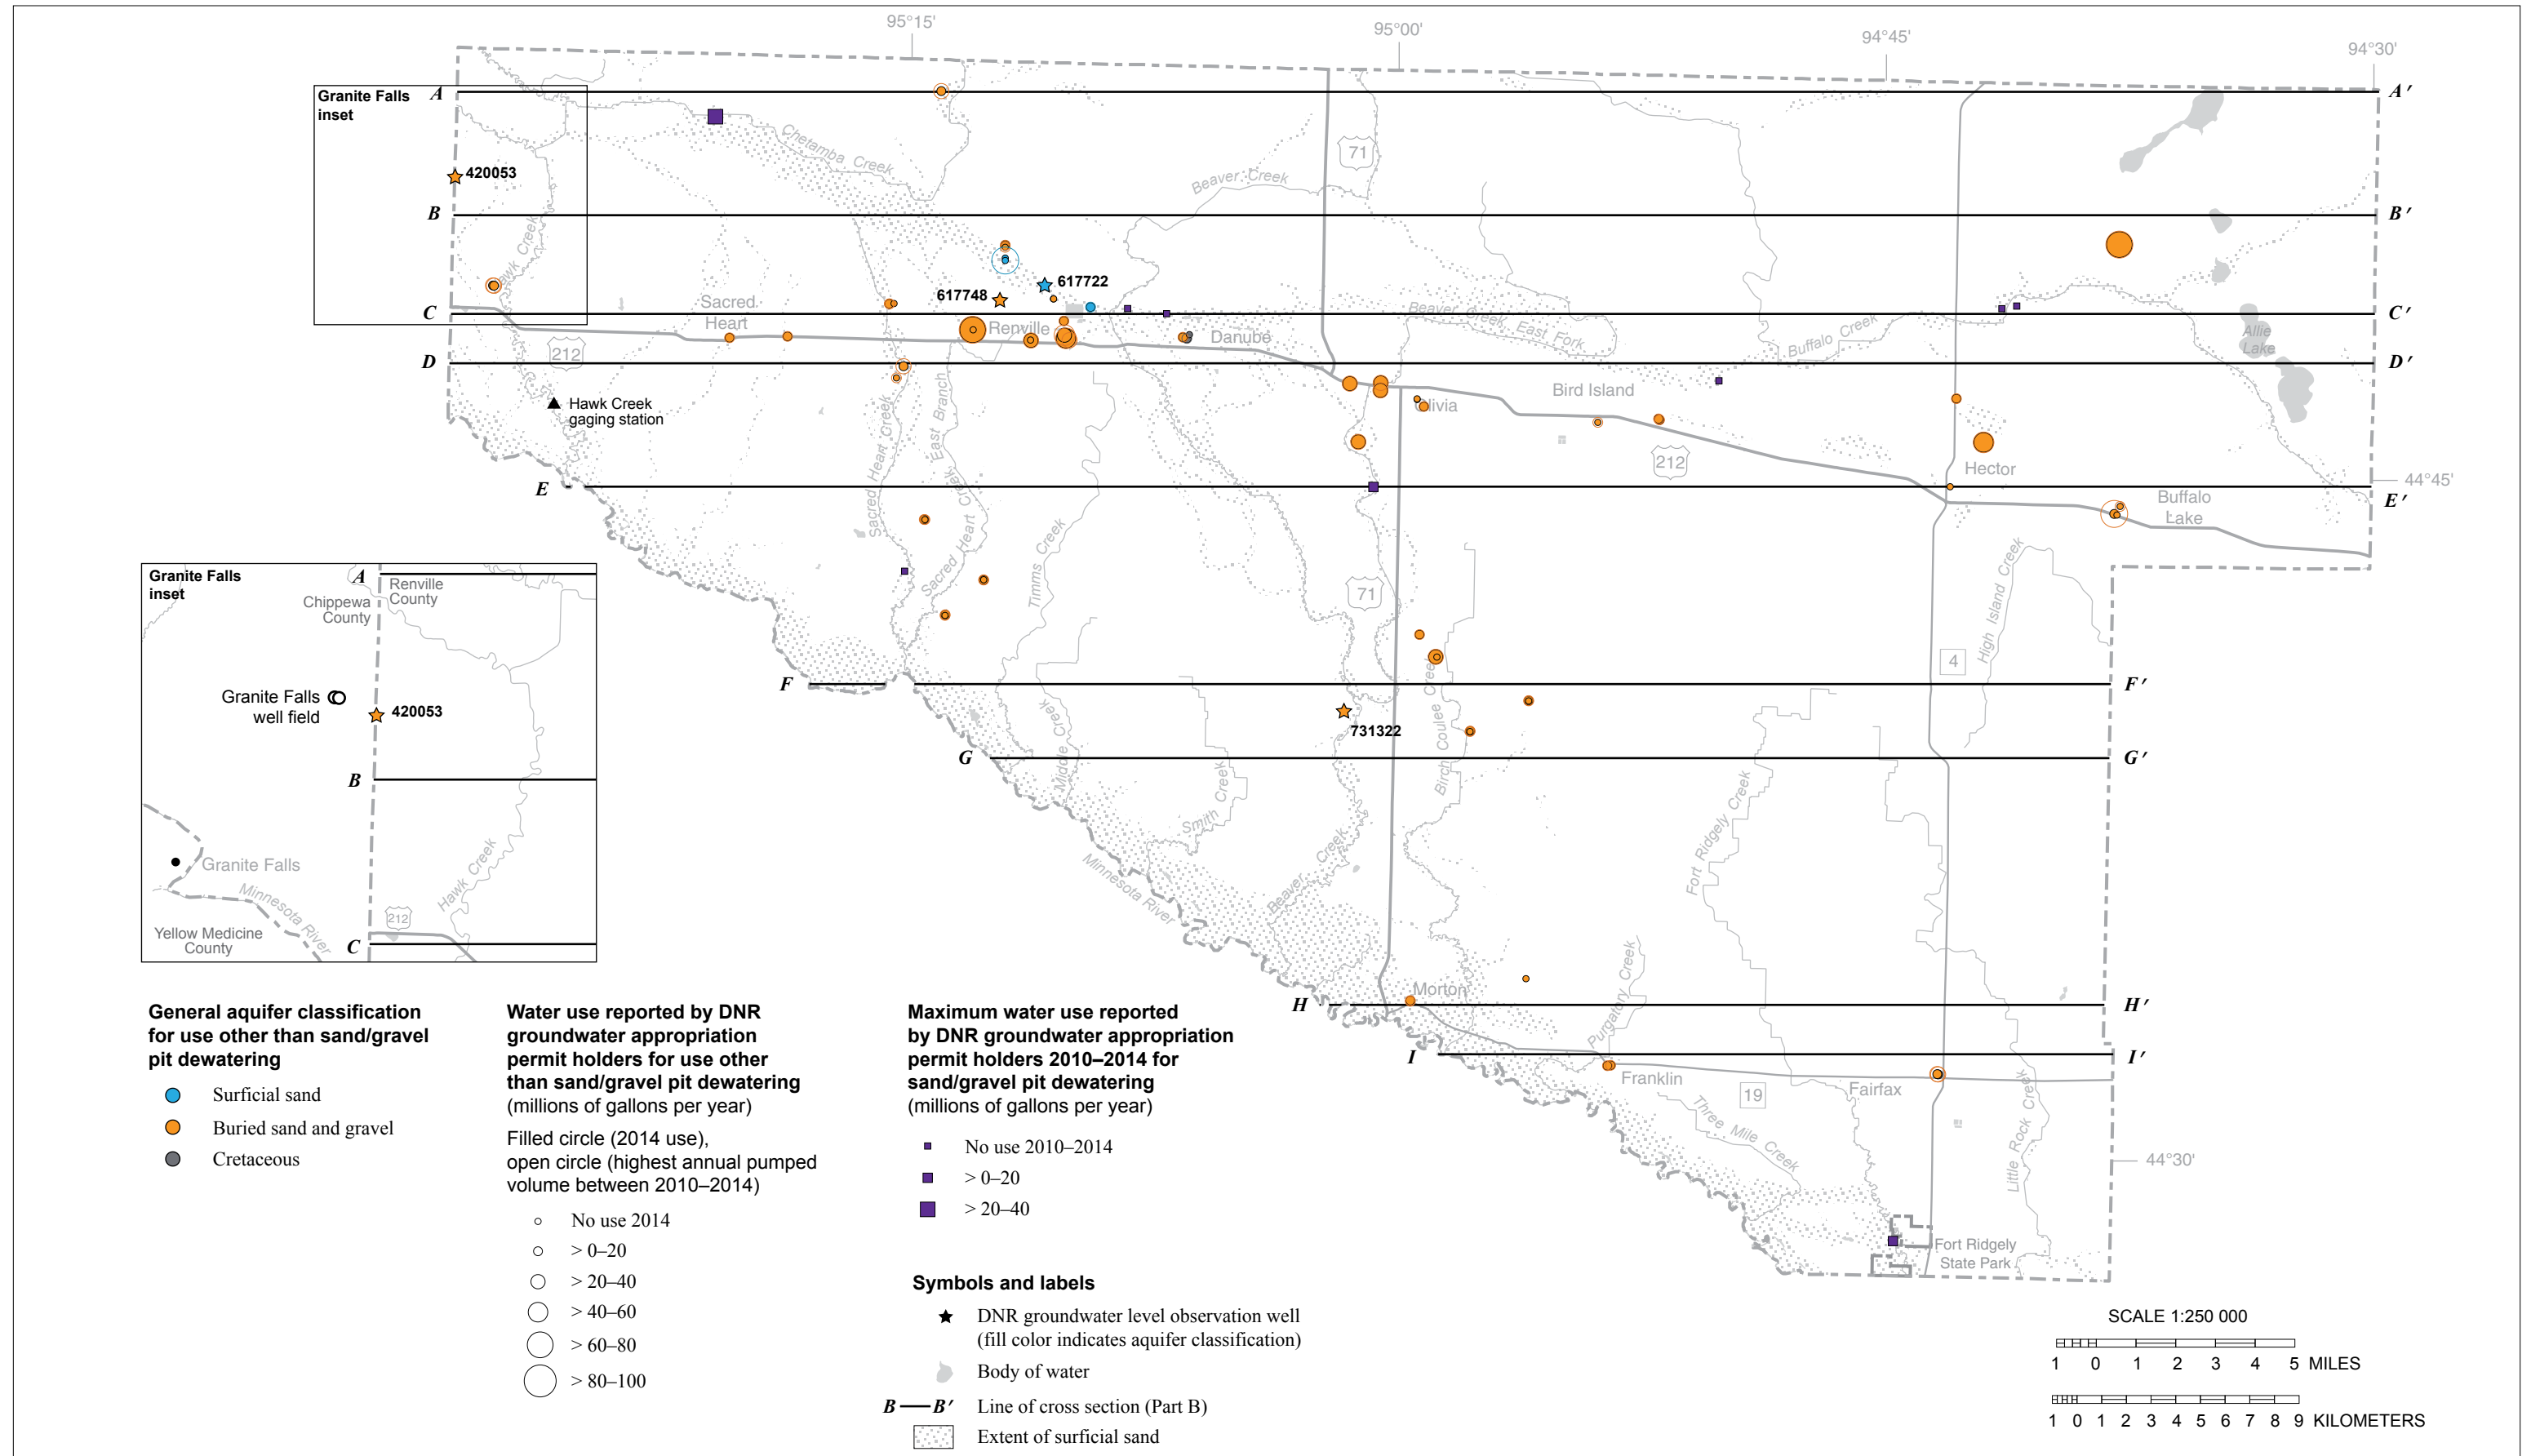 95°15'
95°00'
94°45'
94°30'
Granite Falls
inset
A
A′
71
Chetamba Creek
Beaver Creek
420053
B
B′
Hawk Creek
617722
617748
Sacred
Heart
C
C′
Renville
Danube
Beaver Creek East Fork
Buffalo Creek
Allie
Lake
212
D
D′
Hawk Creek
gaging station
Bird Island
Olivia
Sacred Heart Creek
East Branch
Sacred Heart Creek
212
Hector
44°45'
E
E′
Buffalo
Lake
Timms Creek
High Island Creek
71
4
Granite Falls
inset
A
Renville
County
Chippewa
County
Granite Falls
well field
420053
B
Granite Falls
Minnesota River
Hawk Creek
212
Yellow Medicine
County
C
F
F′
Middle Creek
731322
Birch Coulee Creek
G
G′
Smith Creek
Fort Ridgely Creek
Beaver Creek
Minnesota River
Morton
Purgatory Creek
H
H′
I
I′
Franklin
19
Fairfax
Three Mile Creek
Little Rock Creek
44°30'
Fort Ridgely
State Park
General aquifer classification
for use other than sand/gravel
pit dewatering
Surficial sand
Buried sand and gravel
Cretaceous
Water use reported by DNR
groundwater appropriation
permit holders for use other
than sand/gravel pit dewatering
(millions of gallons per year)
Filled circle (2014 use),
open circle (highest annual pumped
volume between 2010–2014)
No use 2014
> 0–20
> 20–40
> 40–60
> 60–80
> 80–100
Maximum water use reported
by DNR groundwater appropriation
permit holders 2010–2014 for
sand/gravel pit dewatering
(millions of gallons per year)
No use 2010–2014
> 0–20
> 20–40
Symbols and labels
DNR groundwater level observation well
(fill color indicates aquifer classification)
Body of water
B B′ Line of cross section (Part B)
Extent of surficial sand
SCALE 1:250 000
1 0 1 2 3 4 5 MILES
1 0 1 2 3 4 5 6 7 8 9 KILOMETERS